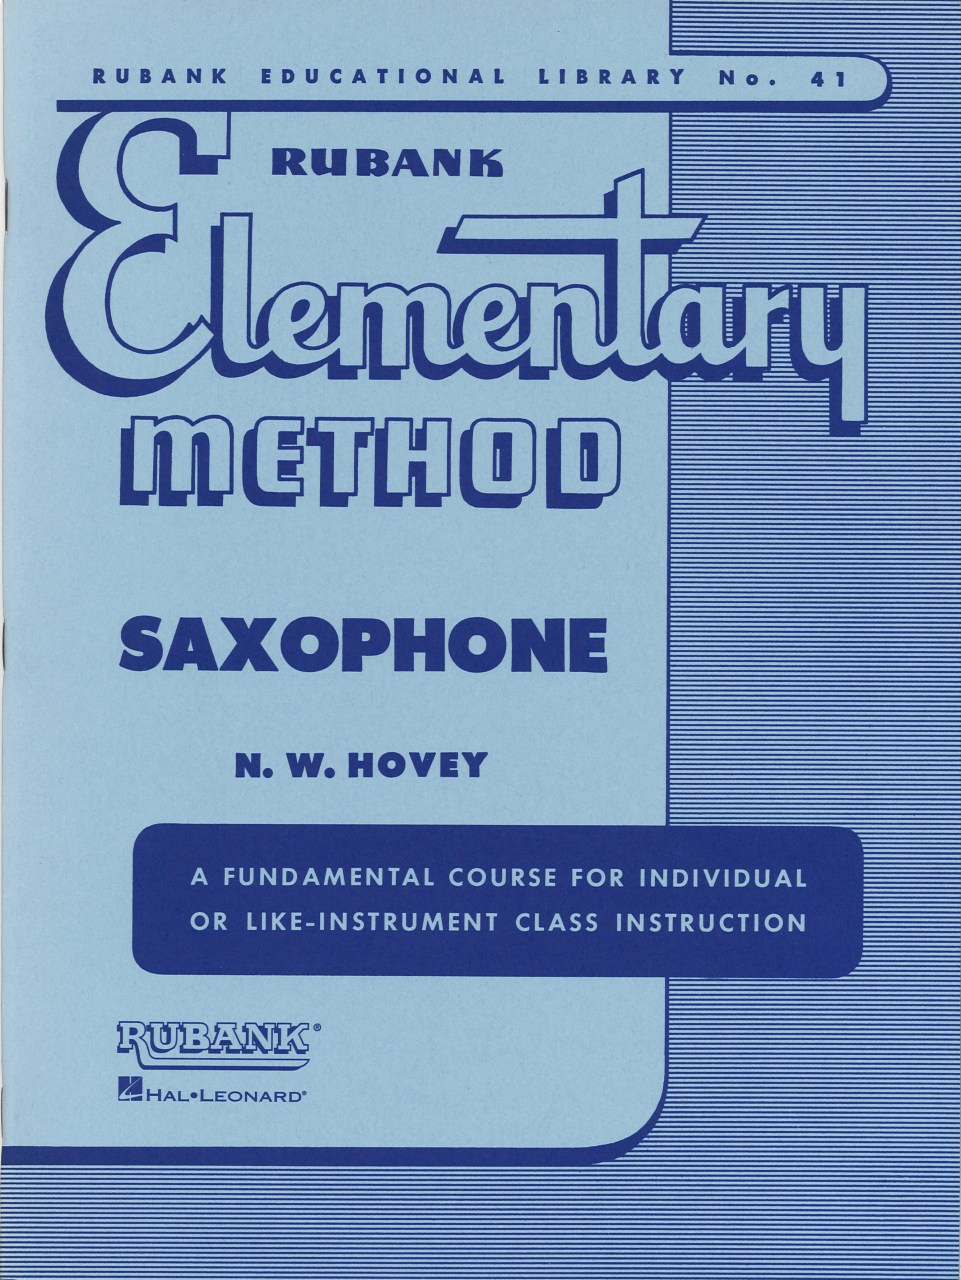 RUBANK EDUCATIONAL LIBRARY No. 41
RUBANK
Elementary
METHOD
SAXOPHONE
N. W. HOVEY
A FUNDAMENTAL COURSE FOR INDIVIDUAL
OR LIKE-INSTRUMENT CLASS INSTRUCTION
RUBANK®
HAL•LEONARD®